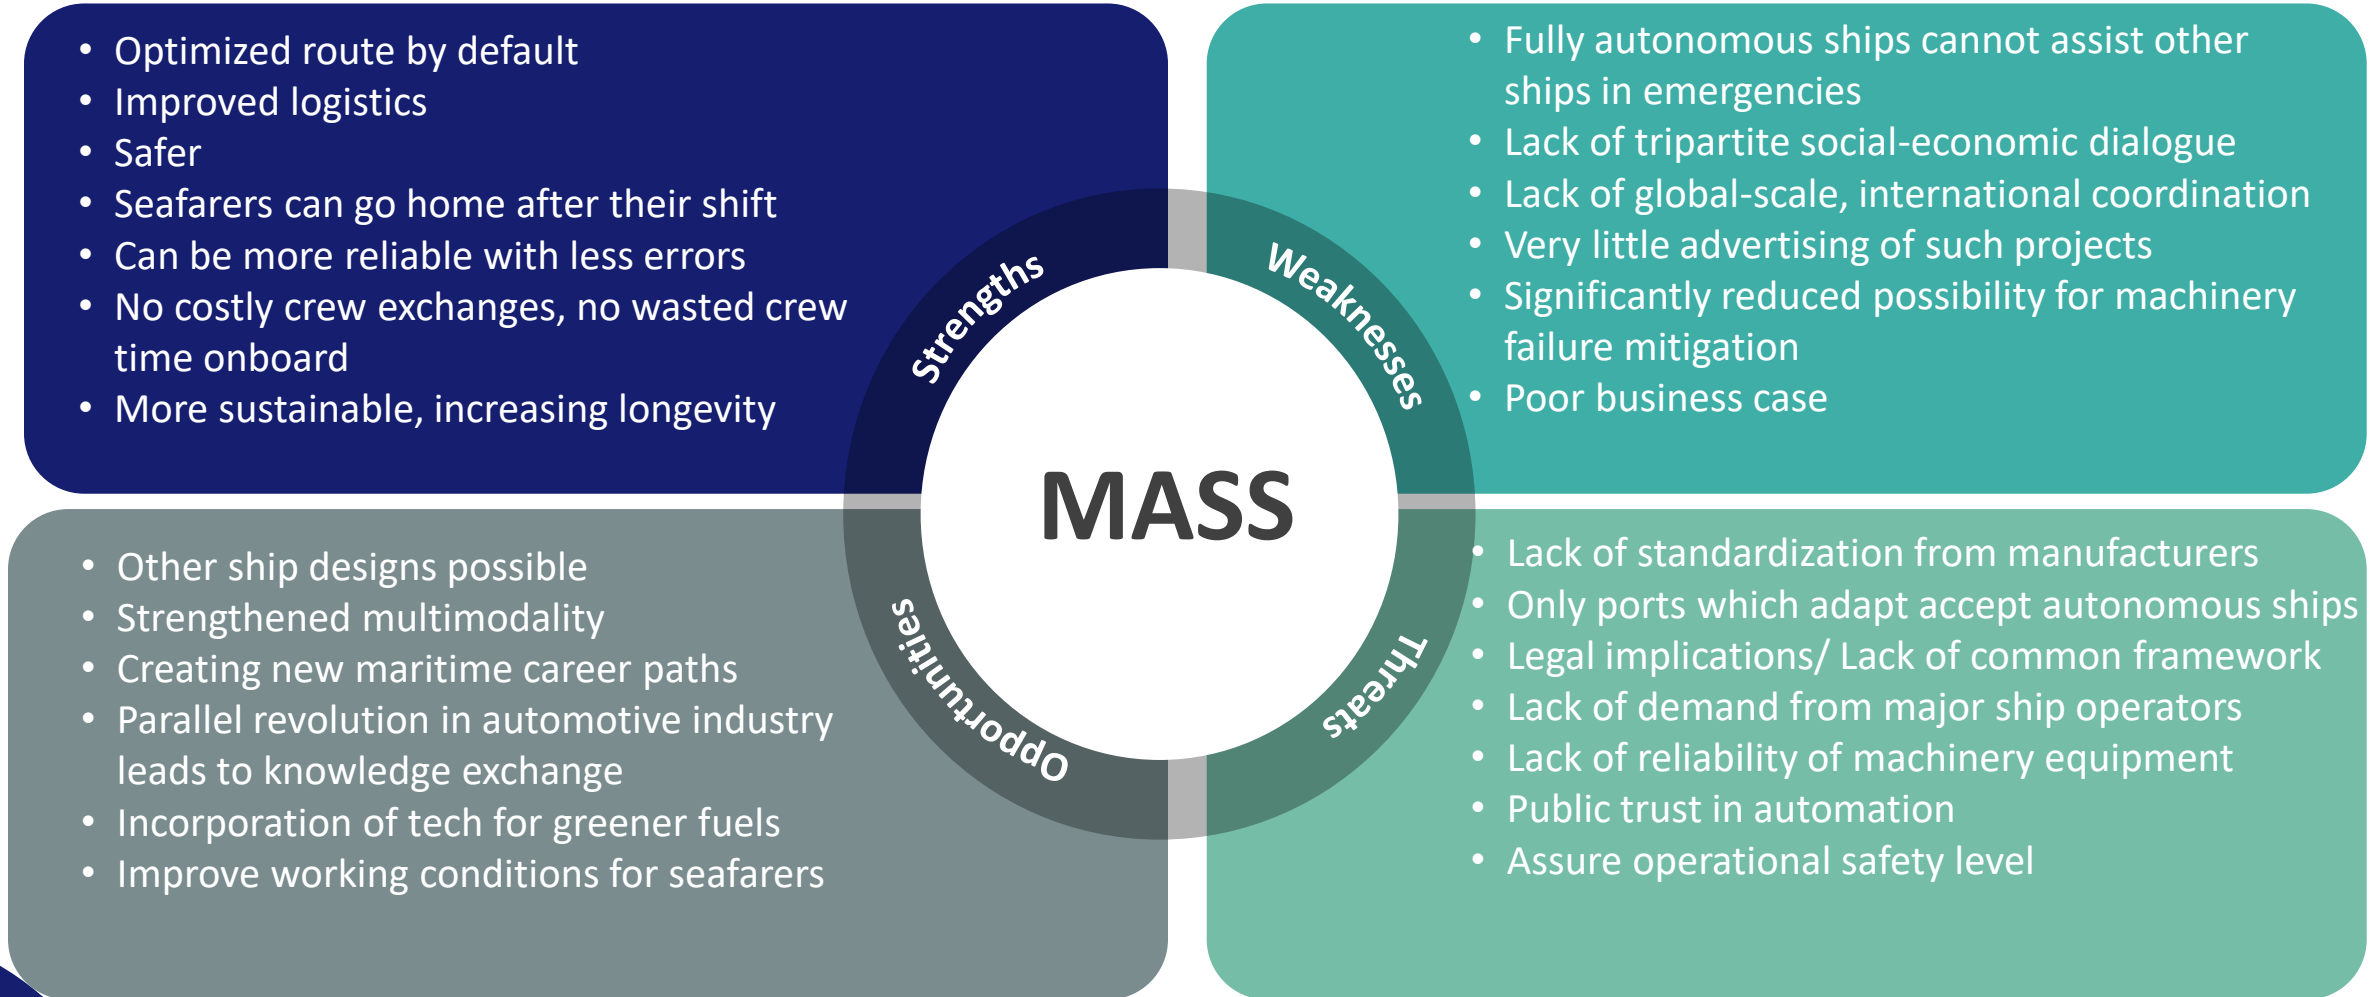 • Optimized route by default
• Improved logistics
• Safer
• Seafarers can go home after their shift
• Can be more reliable with less errors
• No costly crew exchanges, no wasted crew
time onboard
• More sustainable, increasing longevity
Strengths
• Fully autonomous ships cannot assist other
ships in emergencies
• Lack of tripartite social-economic dialogue
• Lack of global-scale, international coordination
• Very little advertising of such projects
• Significantly reduced possibility for machinery
failure mitigation
• Poor business case
Weaknesses
MASS
• Other ship designs possible
• Strengthened multimodality
• Creating new maritime career paths
• Parallel revolution in automotive industry
leads to knowledge exchange
• Incorporation of tech for greener fuels
• Improve working conditions for seafarers
Opportunities
• Lack of standardization from manufacturers
• Only ports which adapt accept autonomous ships
• Legal implications/ Lack of common framework
• Lack of demand from major ship operators
• Lack of reliability of machinery equipment
• Public trust in automation
• Assure operational safety level
Threats